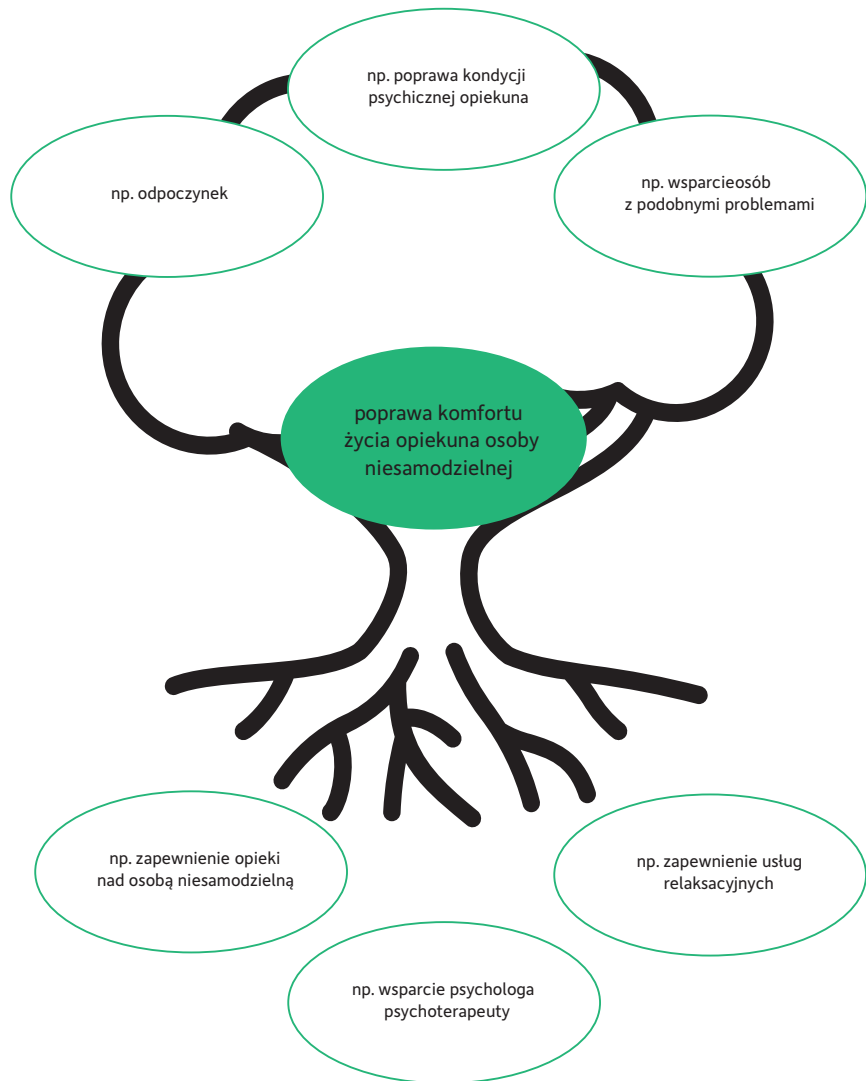 np. poprawa kondycji
psychicznej opiekuna
np. odpoczynek
np. wsparcieosób
z podobnymi problemami
poprawa komfortu
życia opiekuna osoby
niesamodzielnej
np. zapewnienie opieki
nad osobą niesamodzielną
np. zapewnienie usług
relaksacyjnych
np. wsparcie psychologa
psychoterapeuty